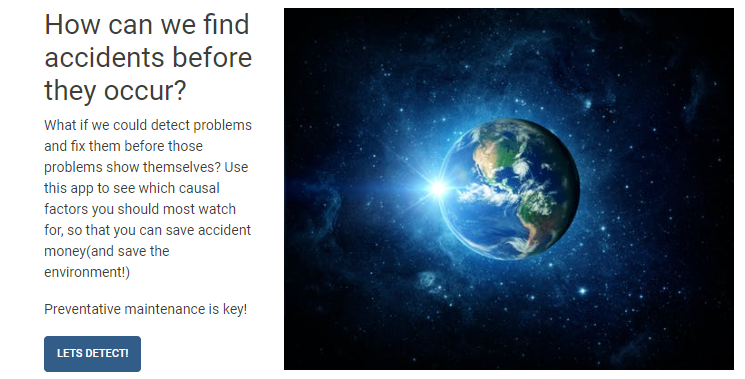 How can we find
accidents before
they occur?
What if we could detect problems
and fix them before those
problems show themselves? Use
this app to see which causal
factors you should most watch
for, so that you can save accident
money(and save the
environment!)
Preventative maintenance is key!
LETS DETECT!